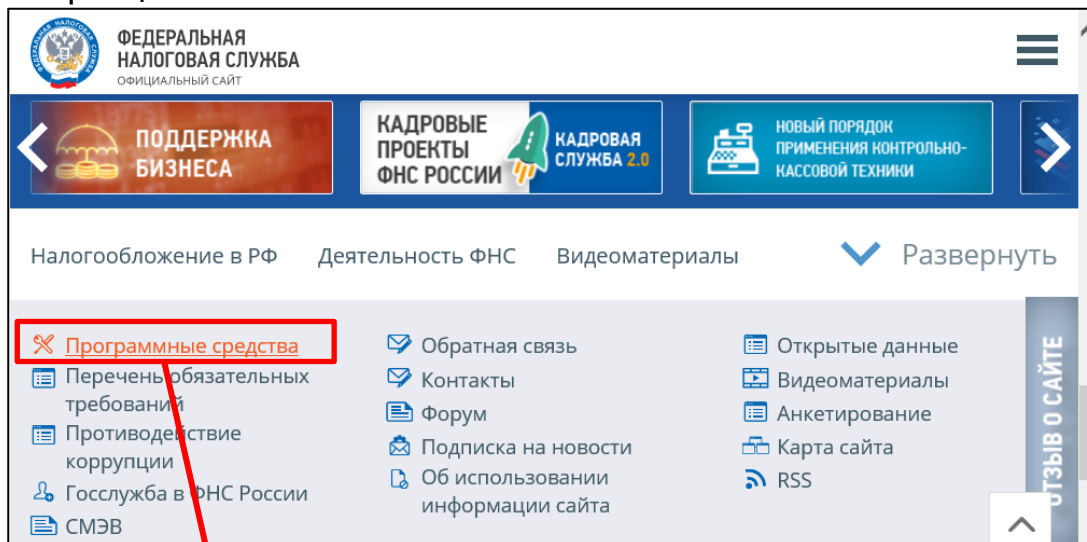 ФЕДЕРАЛЬНАЯ
НАЛОГОВАЯ СЛУЖБА
ОФИЦИАЛЬНЫЙ САЙТ
ПОДДЕРЖКА
БИЗНЕСА
КАДРОВЫЕ
ПРОЕКТЫ
ФНС РОССИИ
КАДРОВАЯ
СЛУЖБА 2.0
НОВЫЙ ПОРЯДОК
ПРИМЕНЕНИЯ КОНТРОЛЬНО-
КАССОВОЙ ТЕХНИКИ
Налогообложение в РФ Деятельность ФНС Видеоматериалы Развернуть
Программные средства
Перечень обязательных
требований
Противодействие
коррупции
Госслужба в ФНС России
СМЭВ
Обратная связь
Контакты
Форум
Подписка на новости
Об использовании
информации сайта
Открытые данные
Видеоматериалы
Анкетирование
Карта сайта
RSS
ОТЗЫВ О САЙТЕ